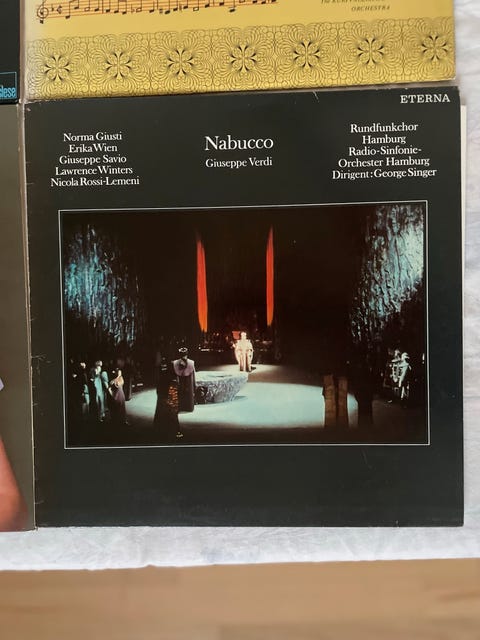 ORCHESTRA
glese
ETERNA
Norma Giusti
Erika Wien
Giuseppe Savio
Lawrence Winters
Nicola Rossi-Lemeni
Nabucco
Giuseppe Verdi
Rundfunkchor
Hamburg
Radio-Sinfonie-
Orchester Hamburg
Dirigent: George Singer